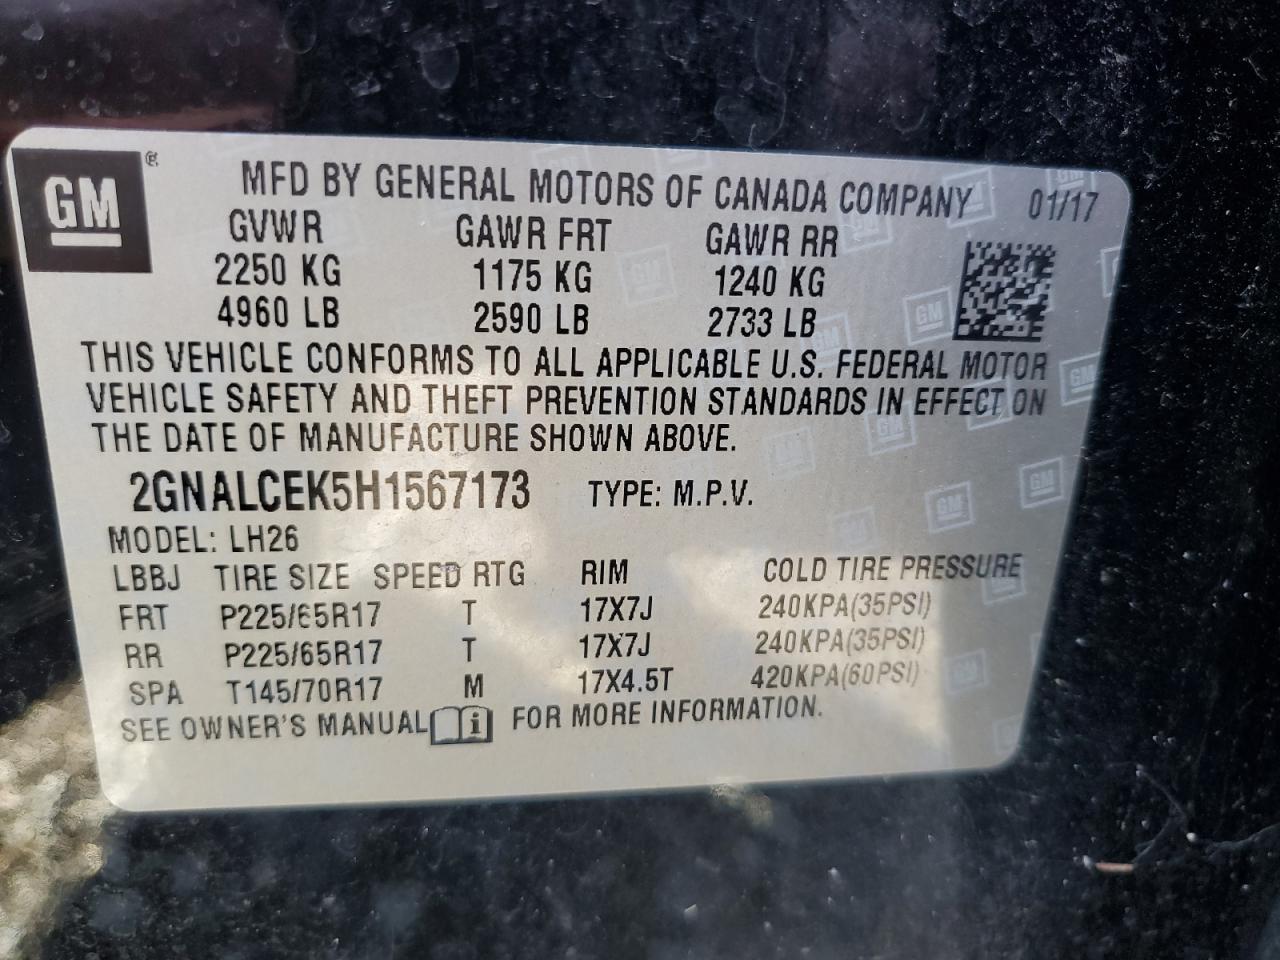 GM ®
MFD BY GENERAL MOTORS OF CANADA COMPANY 01/17
GVWR GAWR FRT GAWR RR
2250 KG 1175 KG 1240 KG
4960 LB 2590 LB 2733 LB
THIS VEHICLE CONFORMS TO ALL APPLICABLE U.S. FEDERAL MOTOR
VEHICLE SAFETY AND THEFT PREVENTION STANDARDS IN EFFECT ON
THE DATE OF MANUFACTURE SHOWN ABOVE.
2GNALCEK5H1567173 TYPE: M.P.V.
MODEL: LH26
LBBJ TIRE SIZE SPEED RTG RIM COLD TIRE PRESSURE
FRT P225/65R17 T 17X7J 240KPA(35PSI)
RR P225/65R17 T 17X7J 240KPA(35PSI)
SPA T145/70R17 M 17X4.5T 420KPA(60PSI)
SEE OWNER'S MANUAL i FOR MORE INFORMATION.